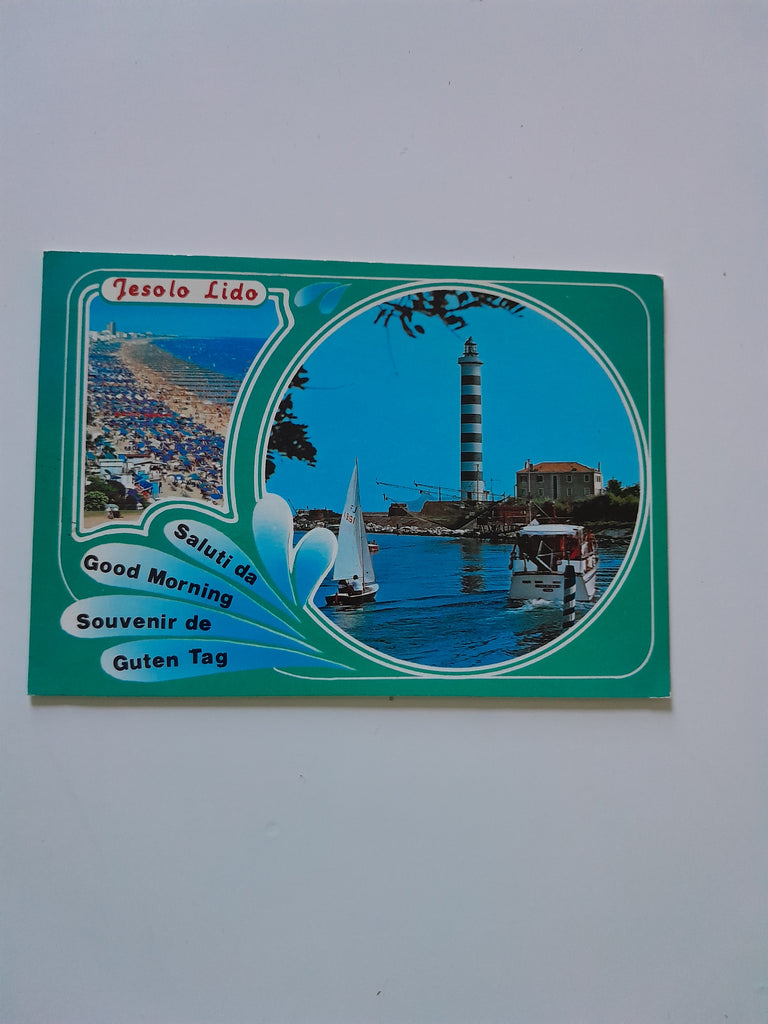 Jesolo Lido
Saluti da
Good Morning
Souvenir de
Guten Tag